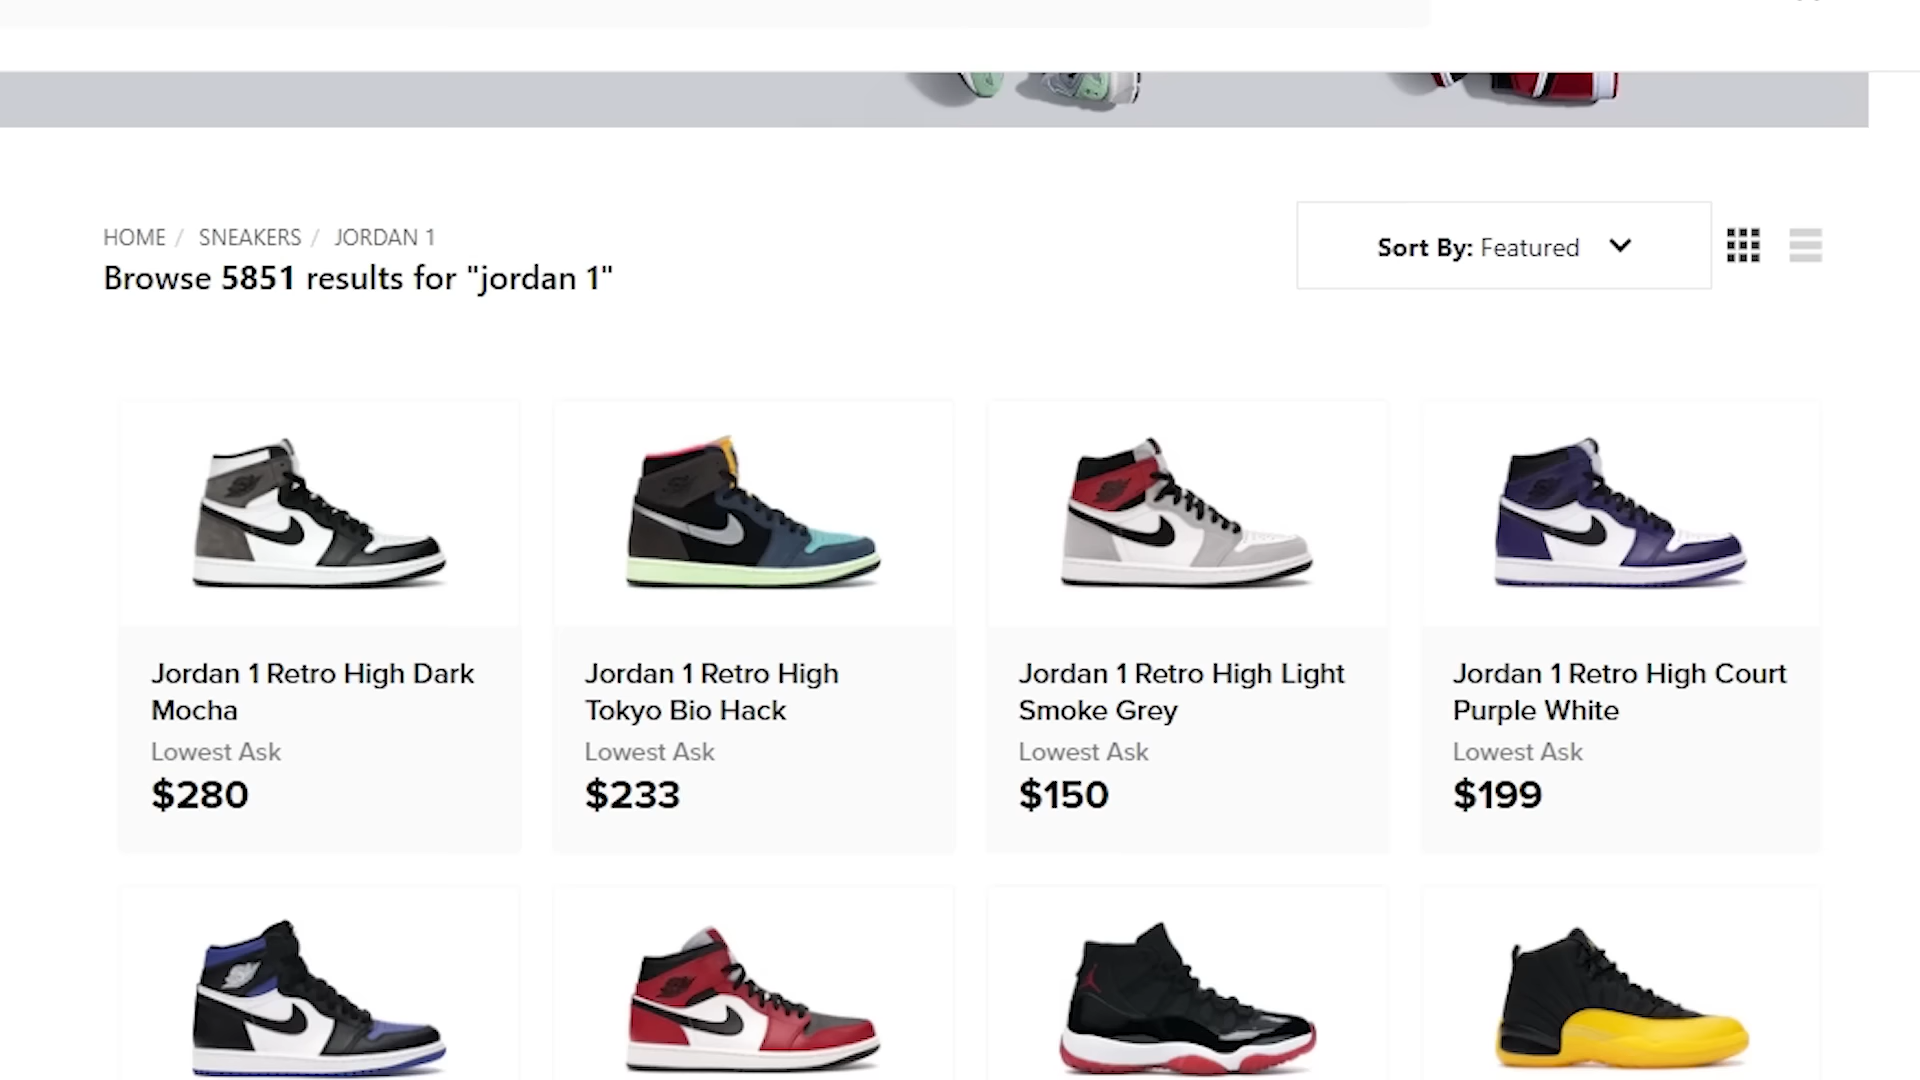 HOME / SNEAKERS / JORDAN 1
Browse 5851 results for "jordan 1"
Sort By: Featured
Jordan 1 Retro High Dark
Mocha
Lowest Ask
$280
Jordan 1 Retro High
Tokyo Bio Hack
Lowest Ask
$233
Jordan 1 Retro High Light
Smoke Grey
Lowest Ask
$150
Jordan 1 Retro High Court
Purple White
Lowest Ask
$199